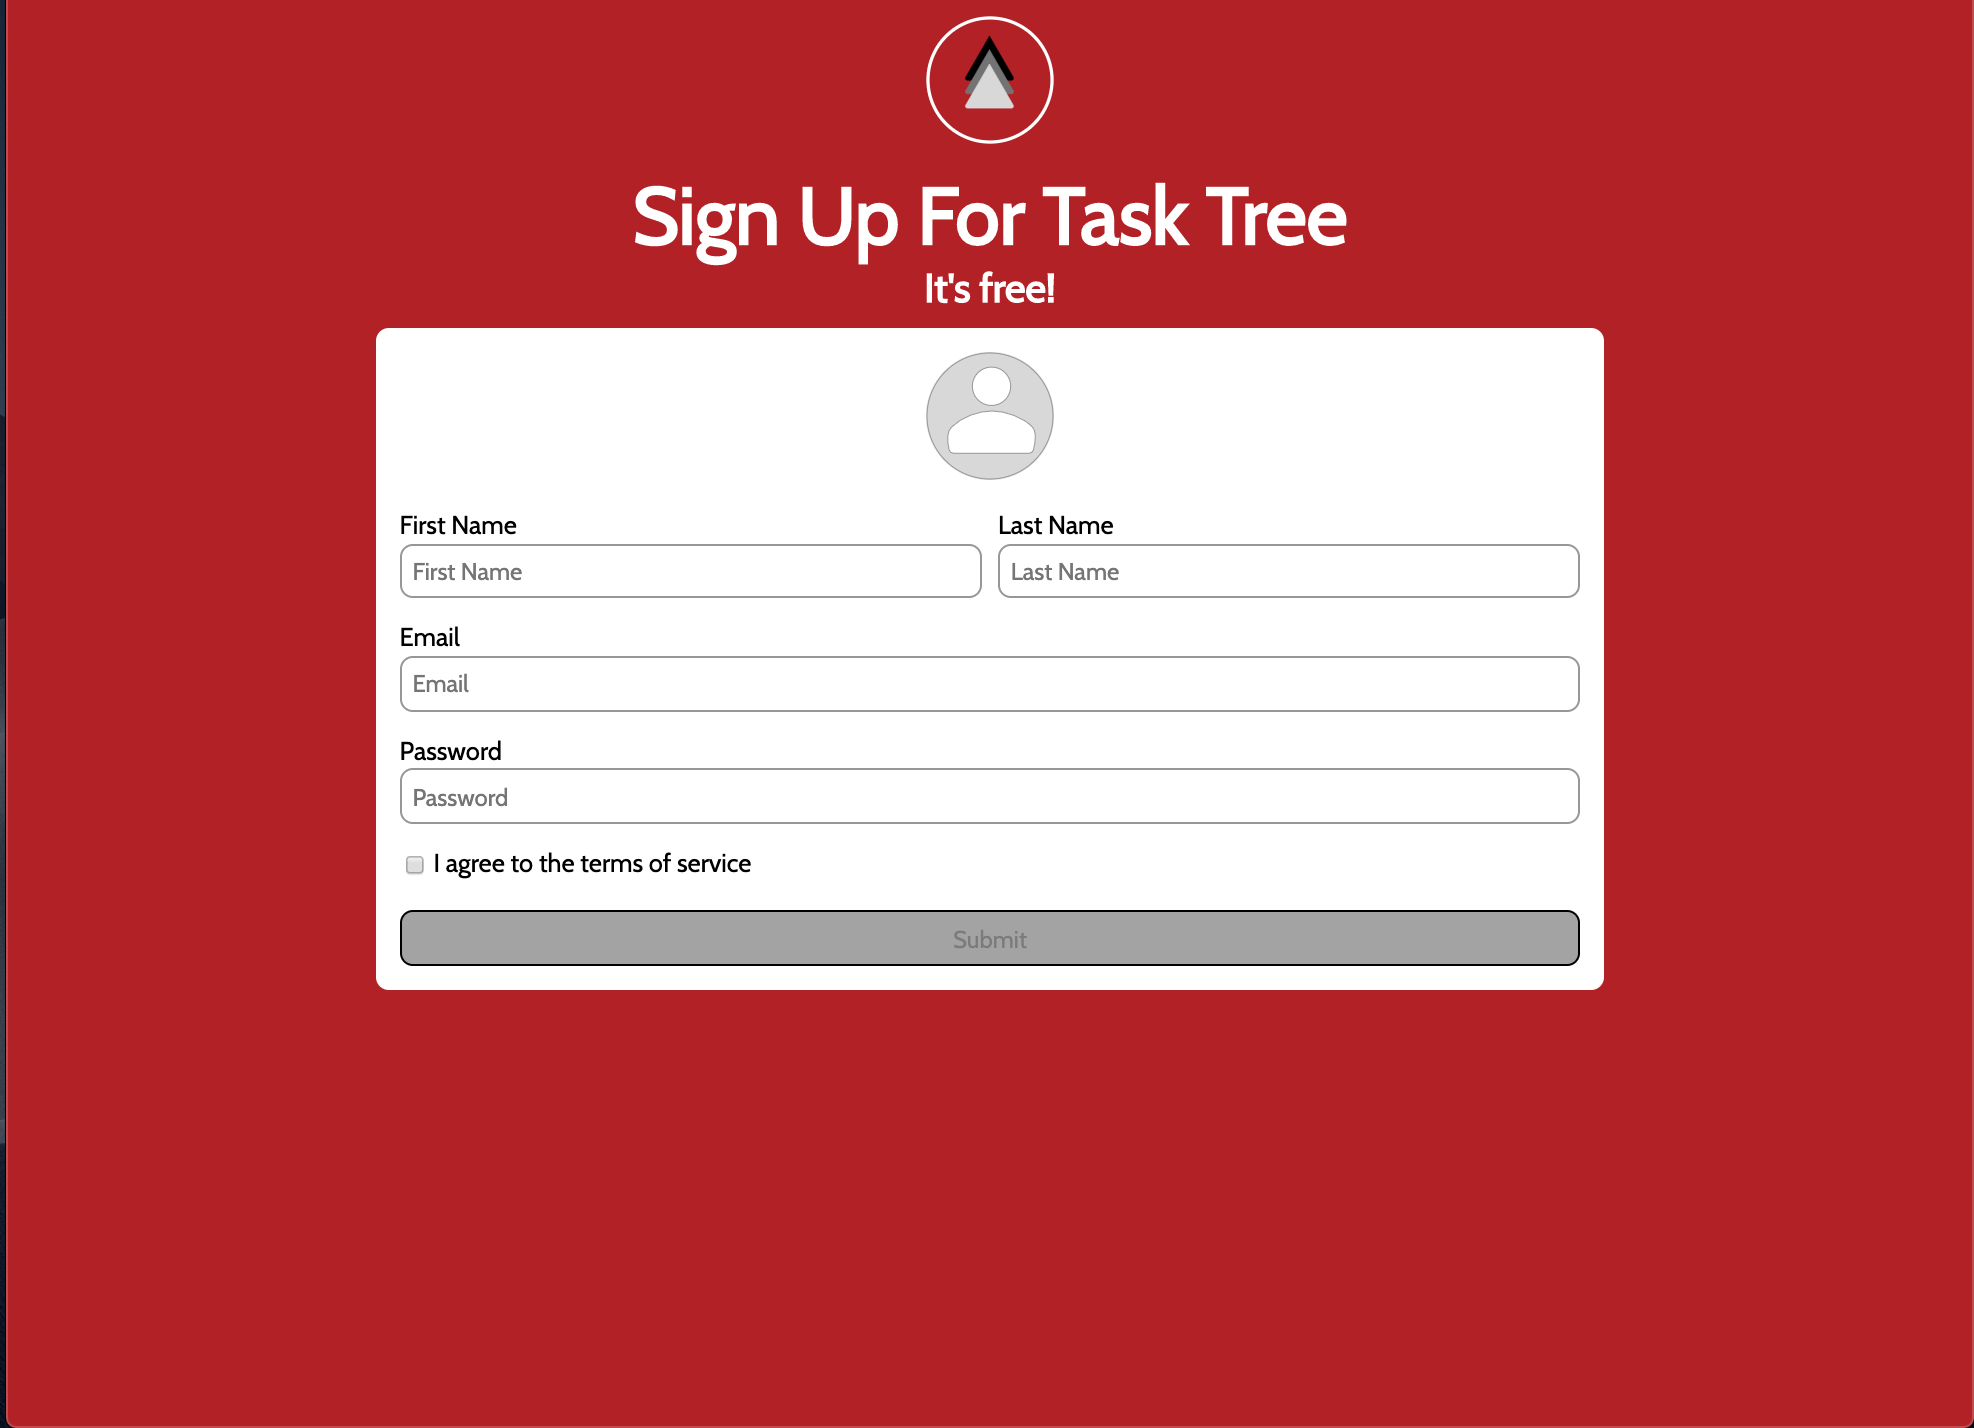 Sign Up For Task Tree
It's free!
First Name
Last Name
First Name
Last Name
Email
Email
Password
Password
I agree to the terms of service
Submit